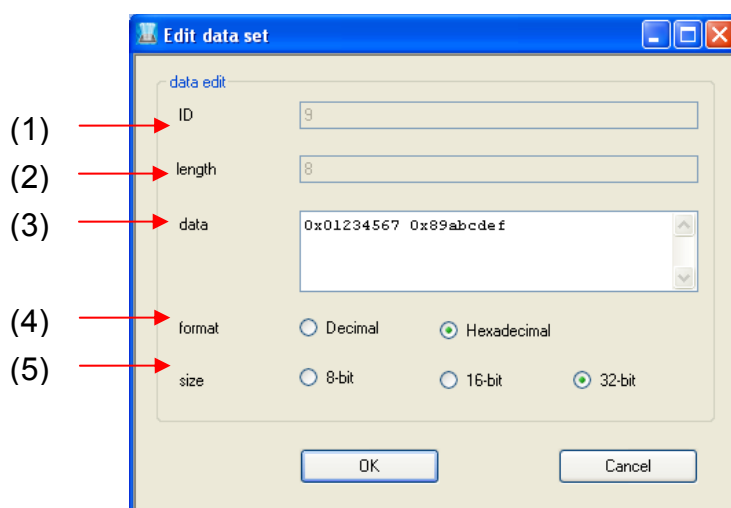 Edit data set
data edit
(1) ID 9
(2) length 8
(3) data 0x01234567 0x89abcdef
(4) format Decimal Hexadecimal
(5) size 8-bit 16-bit 32-bit
OK Cancel